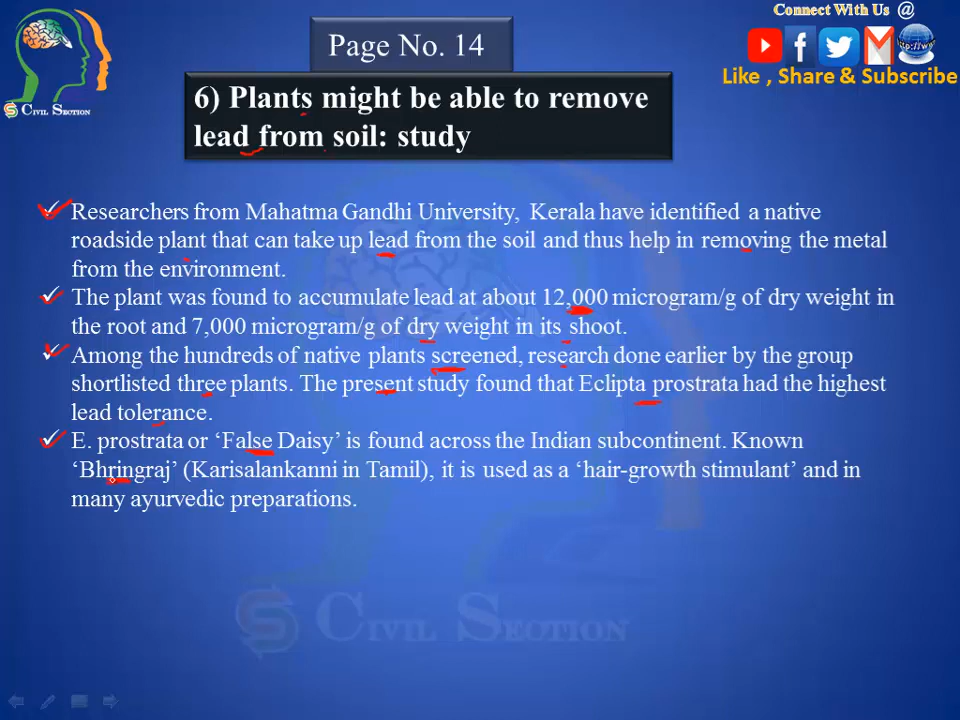 Connect With Us @
Page No. 14
Like , Share & Subscribe
6) Plants might be able to remove
lead from soil: study
CIVIL SECTION
Researchers from Mahatma Gandhi University, Kerala have identified a native
roadside plant that can take up lead from the soil and thus help in removing the metal
from the environment.
The plant was found to accumulate lead at about 12,000 microgram/g of dry weight in
the root and 7,000 microgram/g of dry weight in its shoot.
Among the hundreds of native plants screened, research done earlier by the group
shortlisted three plants. The present study found that Eclipta prostrata had the highest
lead tolerance.
E. prostrata or ‘False Daisy’ is found across the Indian subcontinent. Known
‘Bhringraj’ (Karisalankanni in Tamil), it is used as a ‘hair-growth stimulant’ and in
many ayurvedic preparations.
CIVIL SECTION